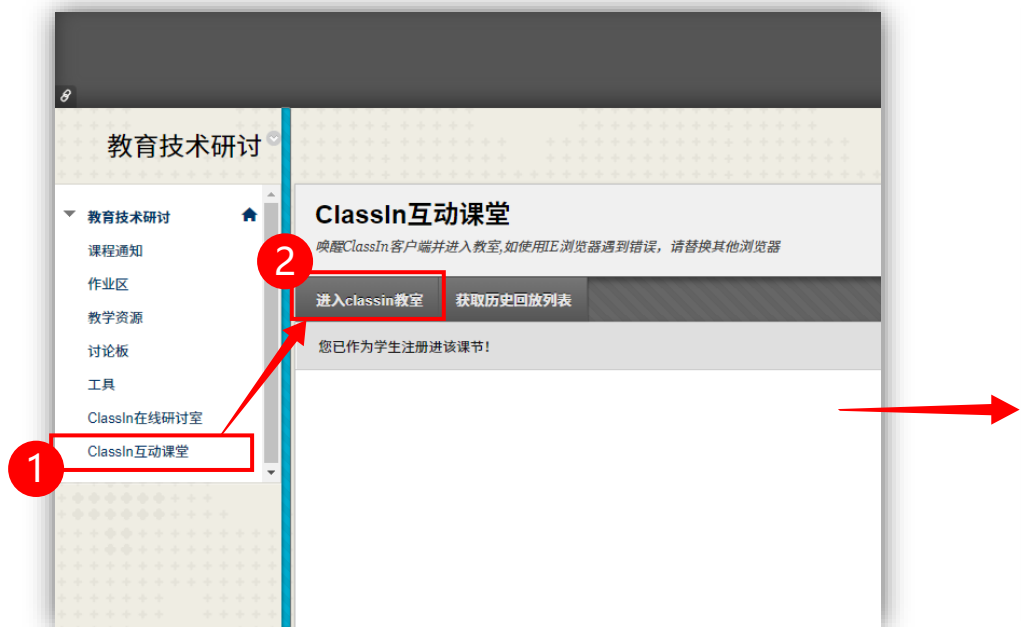 教育技术研讨
教育技术研讨
课程通知
作业区
教学资源
讨论板
工具
ClassIn在线研讨室
1
ClassIn互动课堂
ClassIn互动课堂
唤醒ClassIn客户端并进入教室,如使用IE浏览器遇到错误，请替换其他浏览器
2
进入classin教室 获取历史回放列表
您已作为学生注册进该课节!